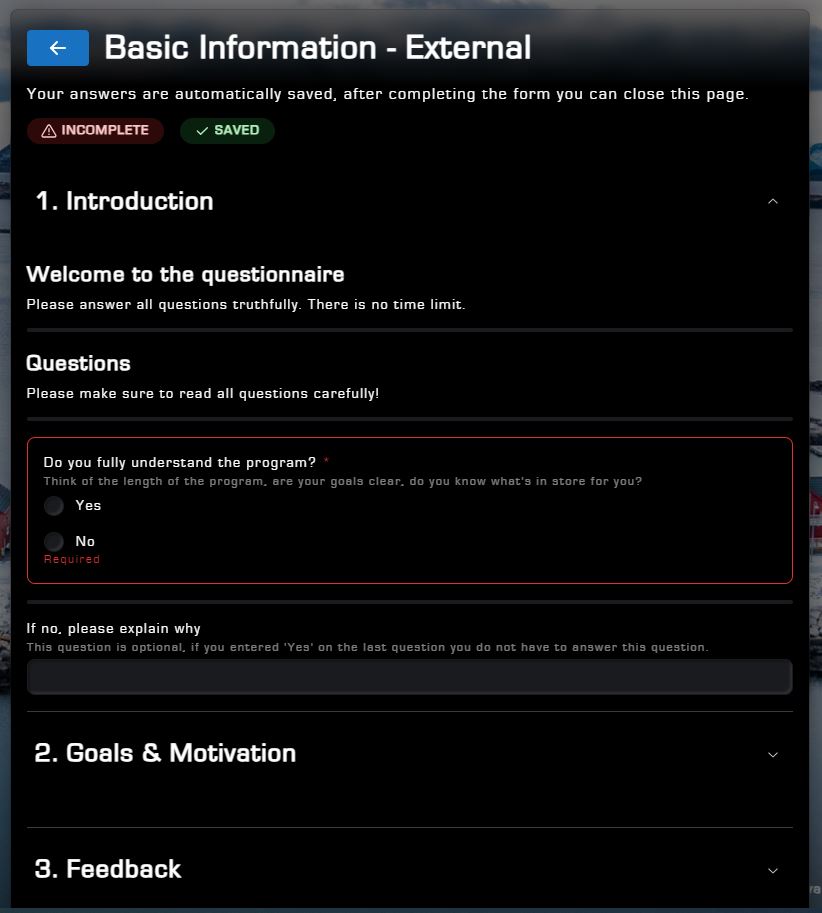 Basic Information - External
Your answers are automatically saved, after completing the form you can close this page.
INCOMPLETE
SAVED
1. Introduction
Welcome to the questionnaire
Please answer all questions truthfully. There is no time limit.
Questions
Please make sure to read all questions carefully!
Do you fully understand the program? *
Think of the length of the program, are your goals clear, do you know what's in store for you?
Yes
No
Required
If no, please explain why
This question is optional, if you entered 'Yes' on the last question you do not have to answer this question.
2. Goals & Motivation
3. Feedback